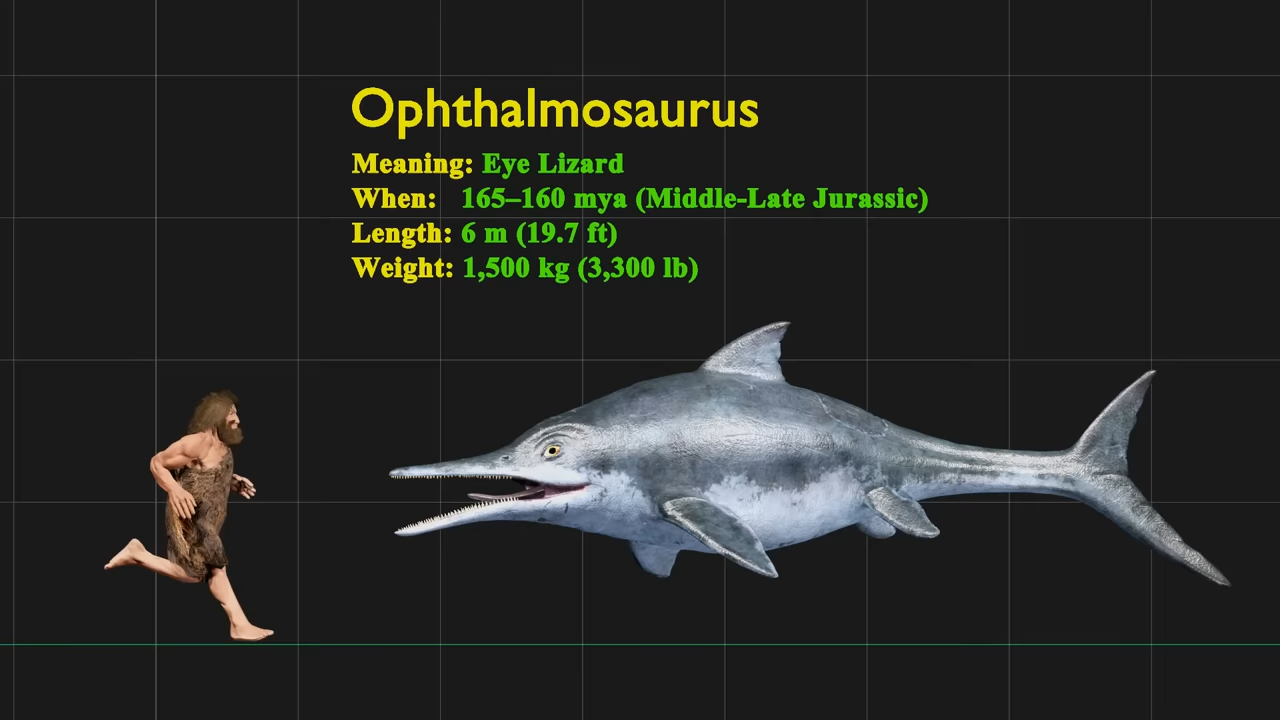 Ophthalmosaurus
Meaning: Eye Lizard
When: 165–160 mya (Middle-Late Jurassic)
Length: 6 m (19.7 ft)
Weight: 1,500 kg (3,300 lb)